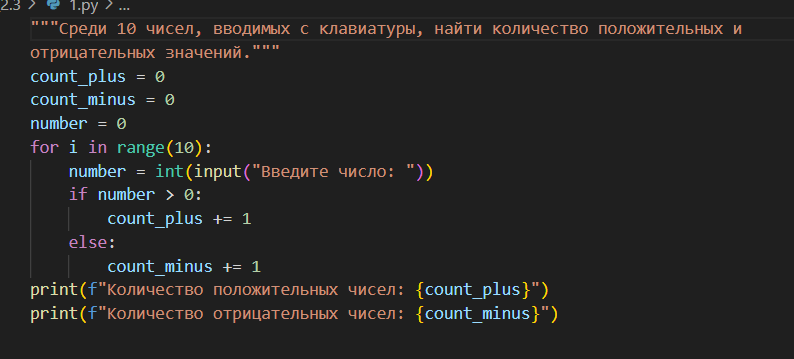 2.3 > 1.py > ...
"""Среди 10 чисел, вводимых с клавиатуры, найти количество положительных и
отрицательных значений."""
count_plus = 0
count_minus = 0
number = 0
for i in range(10):
    number = int(input("Введите число: "))
    if number > 0:
        count_plus += 1
    else:
        count_minus += 1
print(f"Количество положительных чисел: {count_plus}")
print(f"Количество отрицательных чисел: {count_minus}")